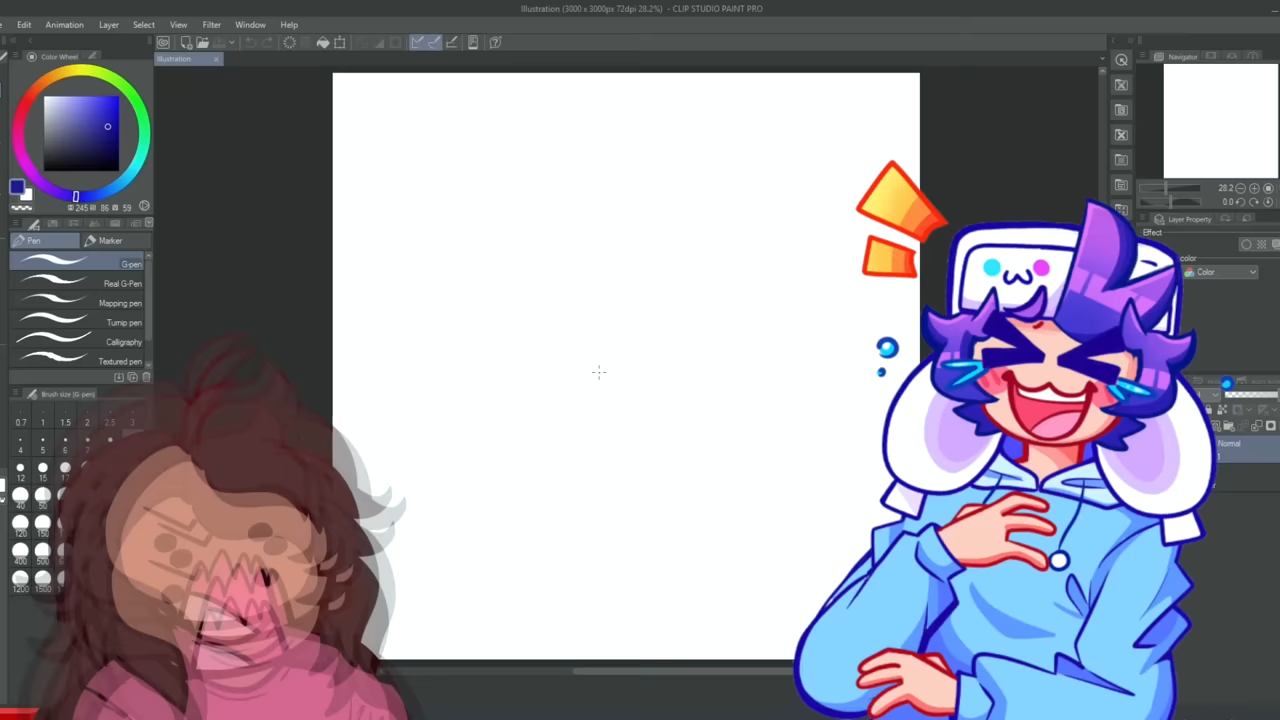 Illustration (3000 x 3000px 72dpi 28.2%) - CLIP STUDIO PAINT PRO
Edit Animation Layer Select View Filter Window Help
Color Wheel
Illustration
Navigator
28.2
0.0
245 86 59
Layer Property
Effect
color
Color
Pen
Marker
G-pen
Real G-Pen
Mapping pen
Turnip pen
Calligraphy
Textured pen
Brush size (G-pen)
0.7 1 1.5 2 2.5 3
4 5 6 7 8
12 15 17
40 50
120 150
400 500
1200 1500
Normal